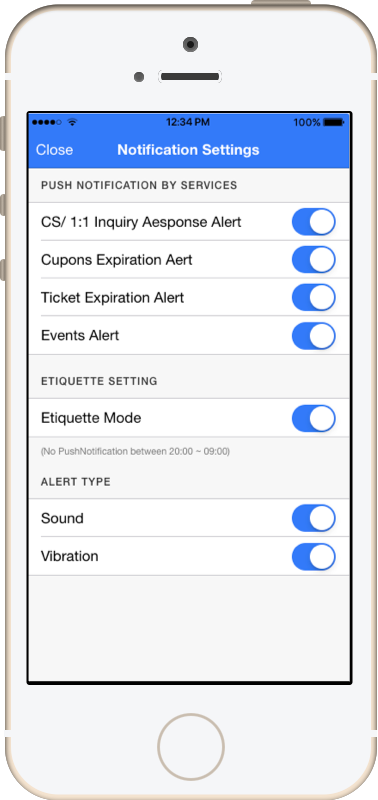 12:34 PM 100%
Close Notification Settings
PUSH NOTIFICATION BY SERVICES
CS/ 1:1 Inquiry Aesponse Alert
Cupons Expiration Aert
Ticket Expiration Alert
Events Alert
ETIQUETTE SETTING
Etiquette Mode
(No PushNotification between 20:00 ~ 09:00)
ALERT TYPE
Sound
Vibration